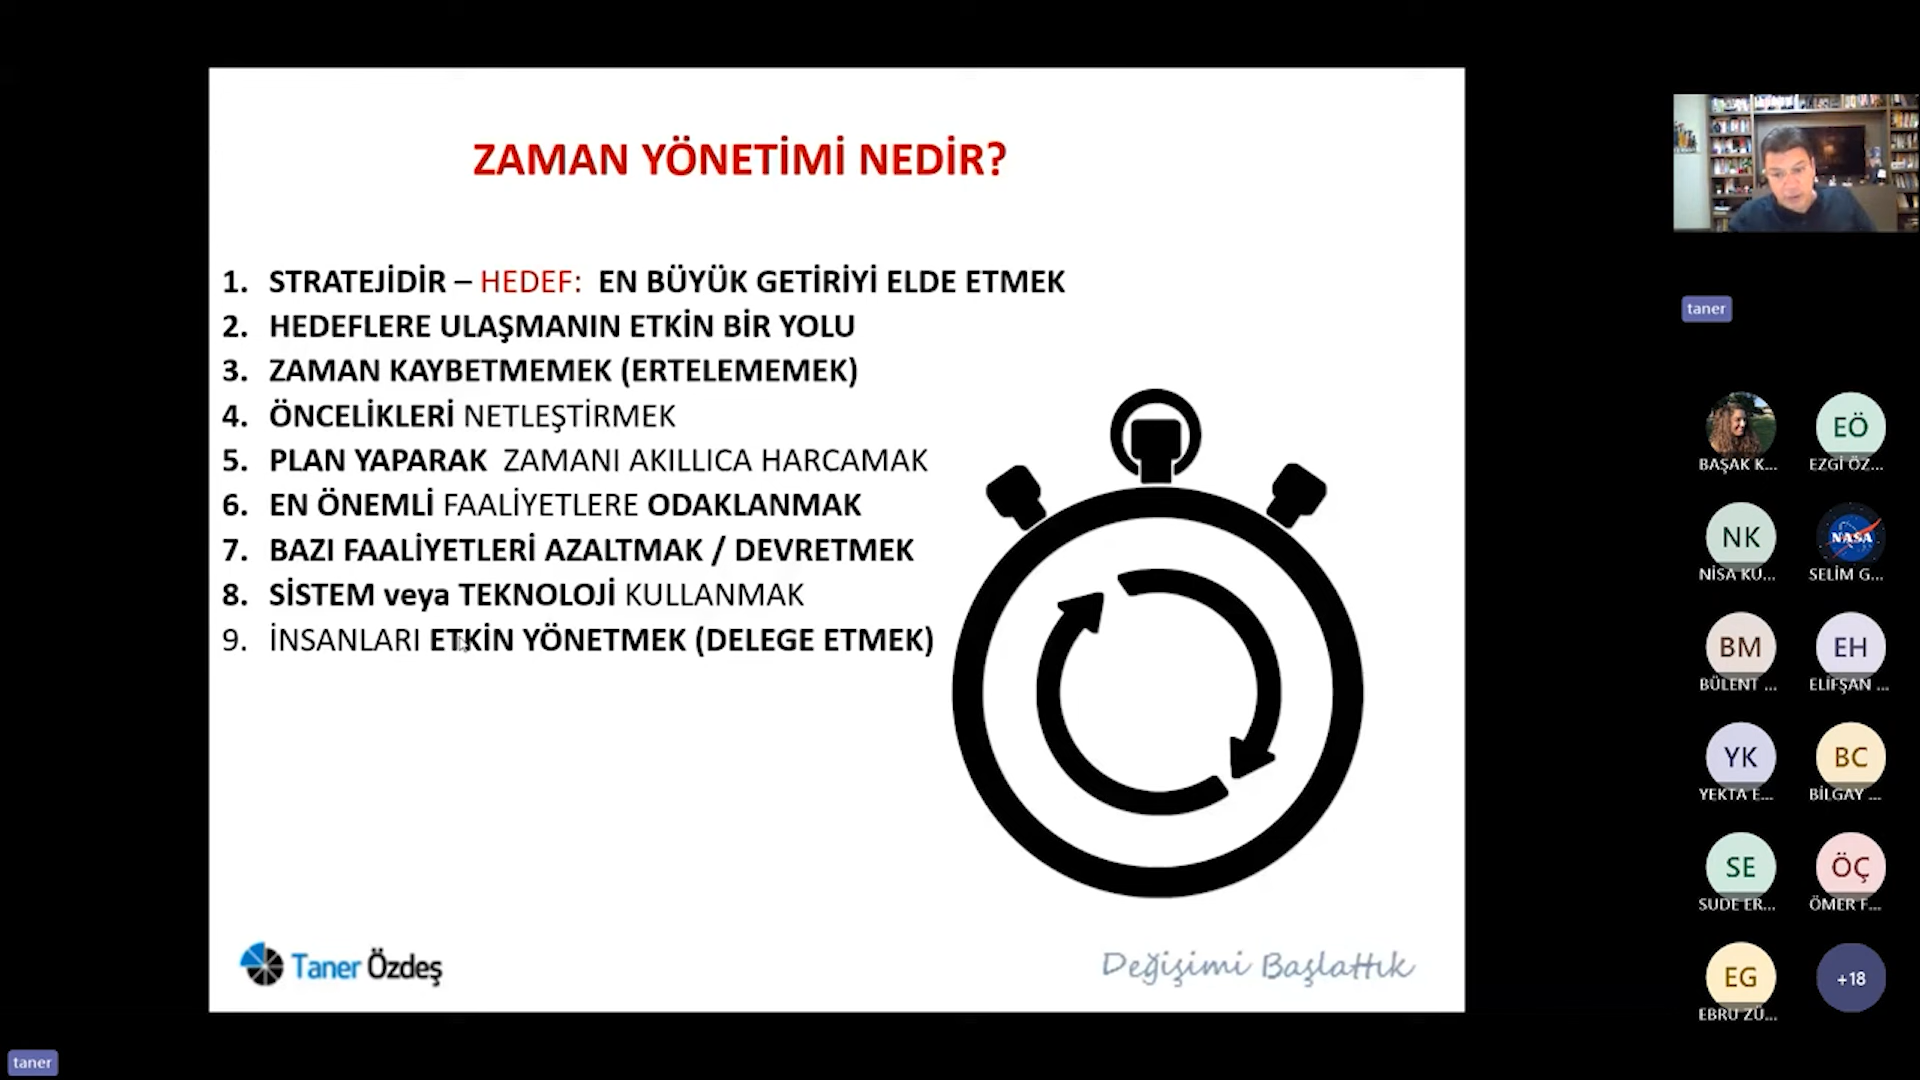 ZAMAN YÖNETİMİ NEDİR?
1. STRATEJİDİR – HEDEF: EN BÜYÜK GETİRİYİ ELDE ETMEK
2. HEDEFLERE ULAŞMANIN ETKİN BİR YOLU
3. ZAMAN KAYBETMEMEK (ERTELEMEMEK)
4. ÖNCELİKLERİ NETLEŞTİRMEK
5. PLAN YAPARAK ZAMANI AKILLICA HARCAMAK
6. EN ÖNEMLİ FAALİYETLERE ODAKLANMAK
7. BAZI FAALİYETLERİ AZALTMAK / DEVRETMEK
8. SİSTEM veya TEKNOLOJİ KULLANMAK
9. İNSANLARI ETKİN YÖNETMEK (DELEGE ETMEK)
Taner Özdeş
Değişimi Başlattık
taner
taner
EÖ
BAŞAK K...
EZGİ ÖZ...
NK
NASA
NİSA KU...
SELİM G...
BM
EH
BÜLENT ...
ELİFŞAN ...
YK
BC
YEKTA E...
BİLGAY ...
SE
ÖÇ
SUDE ER...
ÖMER F...
EG
+18
EBRU ZÜ...